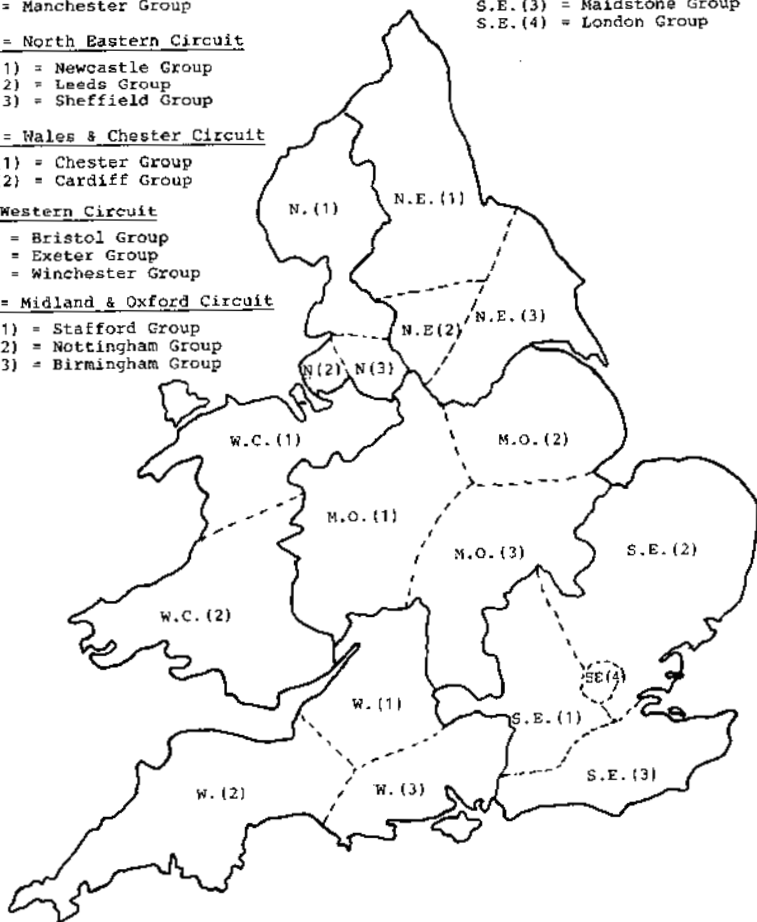 = Manchester Group
= North Eastern Circuit
1) = Newcastle Group
2) = Leeds Group
3) = Sheffield Group
= Wales & Chester Circuit
1) = Chester Group
2) = Cardiff Group
Western Circuit
= Bristol Group
= Exeter Group
= Winchester Group
= Midland & Oxford Circuit
1) = Stafford Group
2) = Nottingham Group
3) = Birmingham Group
S.E.(3) = Maidstone Group
S.E.(4) = London Group
N.(1)
N.E.(1)
N.E(2)
N.E.(3)
N(2)
N(3)
W.C.(1)
M.O.(2)
M.O.(1)
M.O.(3)
S.E.(2)
W.C.(2)
SE(4)
W.(1)
S.E.(1)
W.(2)
W.(3)
S.E.(3)